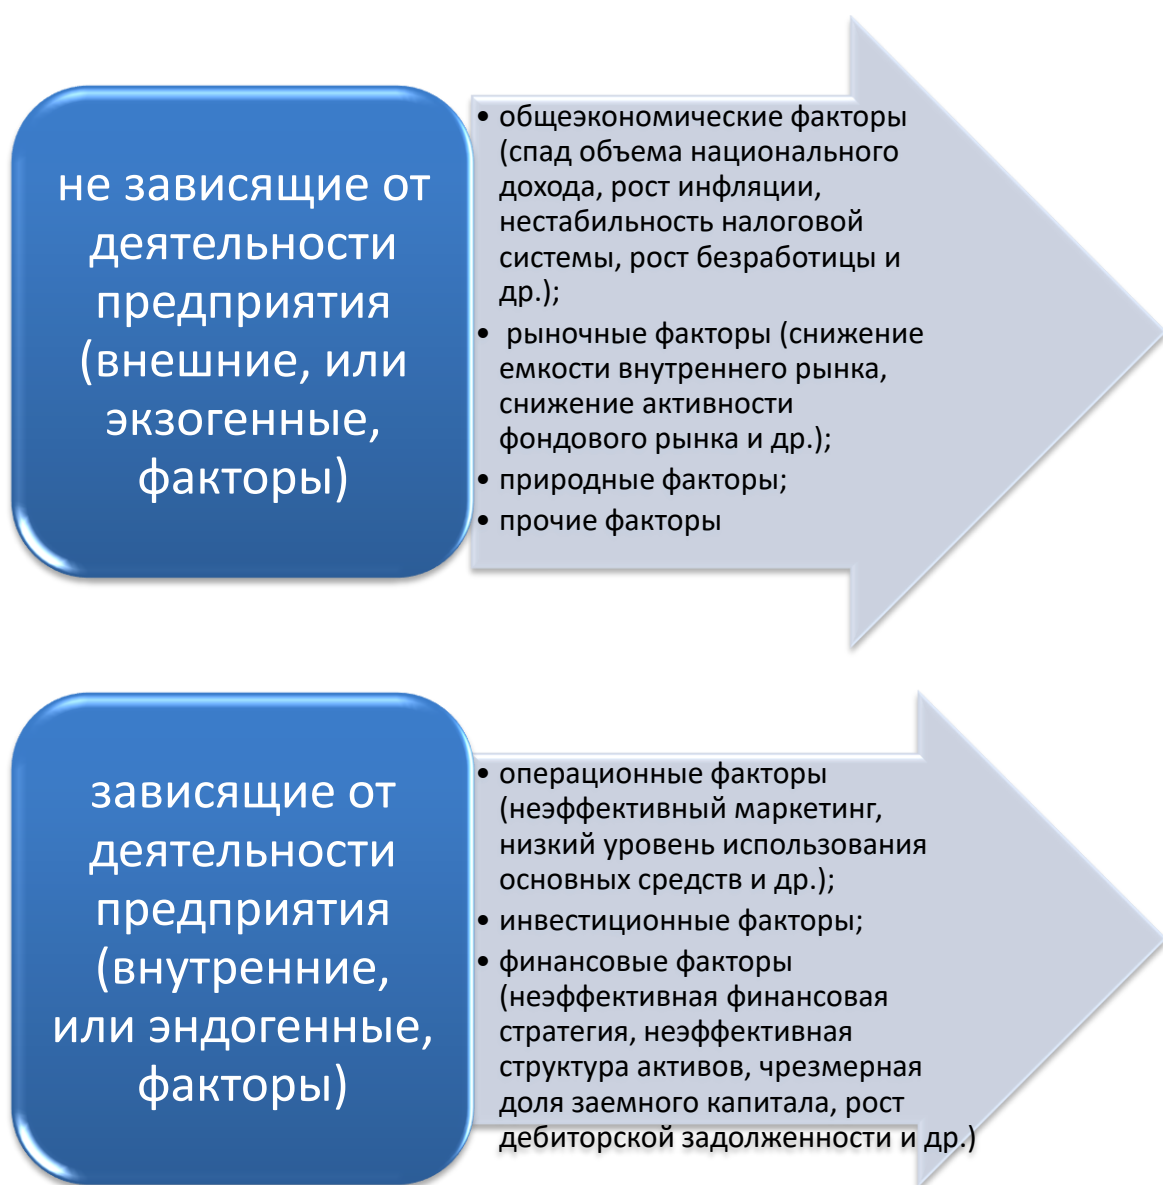 не зависящие от
деятельности
предприятия
(внешние, или
экзогенные,
факторы)
• общеэкономические факторы
(спад объема национального
дохода, рост инфляции,
нестабильность налоговой
системы, рост безработицы и
др.);
• рыночные факторы (снижение
емкости внутреннего рынка,
снижение активности
фондового рынка и др.);
• природные факторы;
• прочие факторы
зависящие от
деятельности
предприятия
(внутренние,
или эндогенные,
факторы)
• операционные факторы
(неэффективный маркетинг,
низкий уровень использования
основных средств и др.);
• инвестиционные факторы;
• финансовые факторы
(неэффективная финансовая
стратегия, неэффективная
структура активов, чрезмерная
доля заемного капитала, рост
дебиторской задолженности и др.)